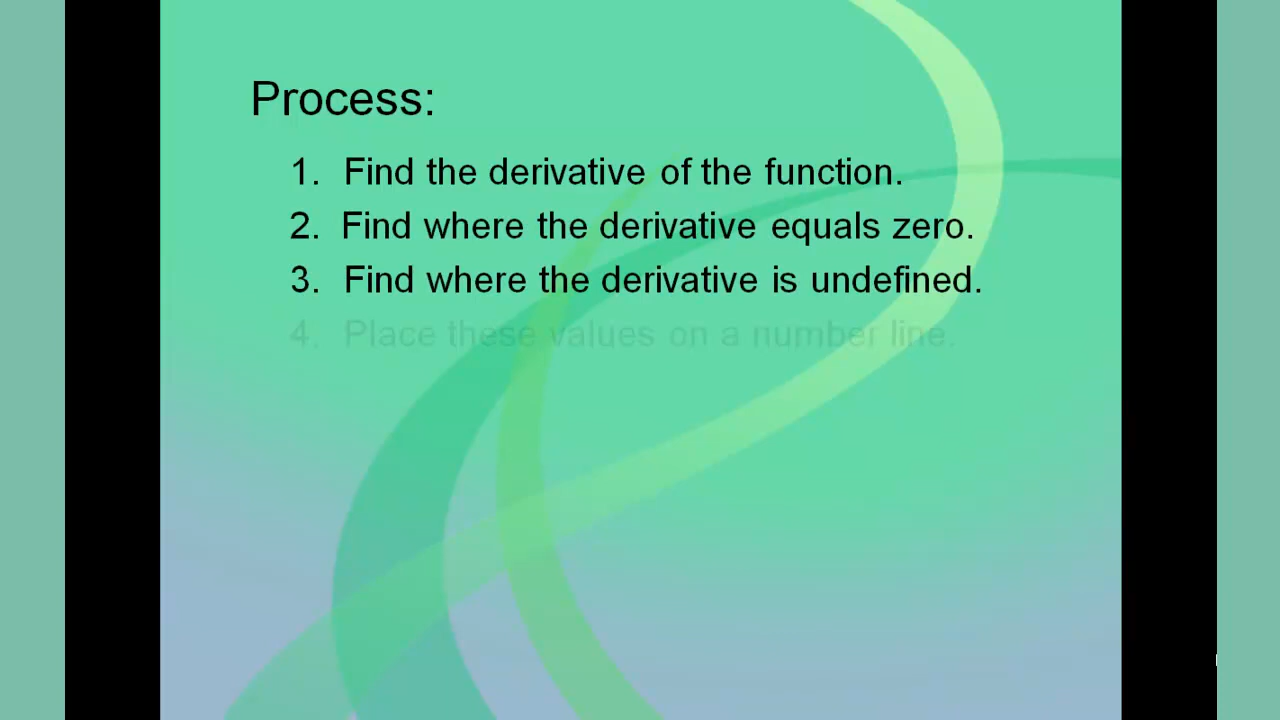 Process:
1. Find the derivative of the function.
2. Find where the derivative equals zero.
3. Find where the derivative is undefined.
4. Place these values on a number line.